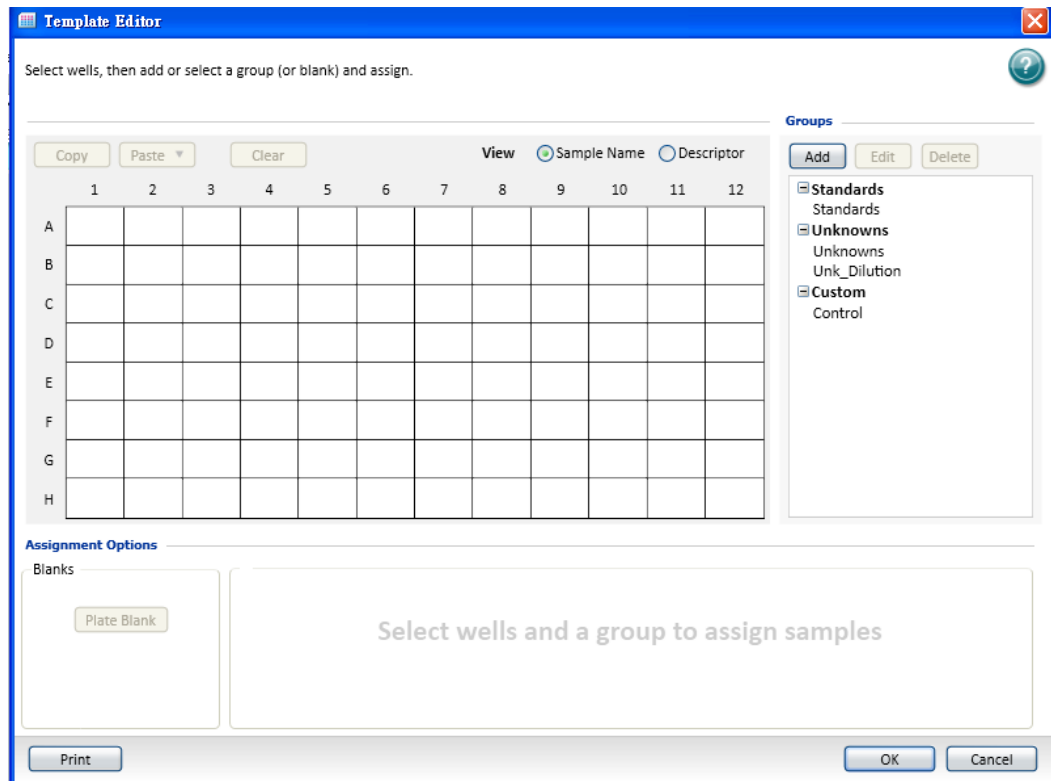 Template Editor
Select wells, then add or select a group (or blank) and assign.
Groups
Copy Paste Clear View Sample Name Descriptor
Add Edit Delete
1 2 3 4 5 6 7 8 9 10 11 12
A
B
C
D
E
F
G
H
Standards
Standards
Unknowns
Unknowns
Unk_Dilution
Custom
Control
Assignment Options
Blanks
Plate Blank
Select wells and a group to assign samples
Print OK Cancel